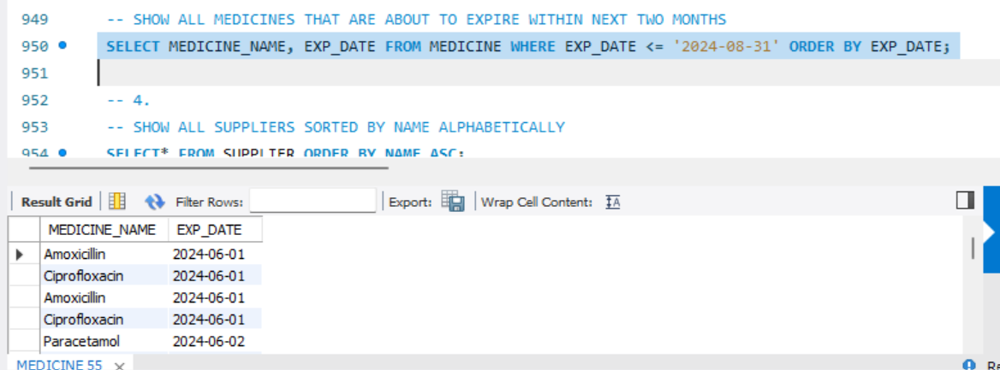 949 -- SHOW ALL MEDICINES THAT ARE ABOUT TO EXPIRE WITHIN NEXT TWO MONTHS
950 SELECT MEDICINE_NAME, EXP_DATE FROM MEDICINE WHERE EXP_DATE <= '2024-08-31' ORDER BY EXP_DATE;
951
952 -- 4.
953 -- SHOW ALL SUPPLIERS SORTED BY NAME ALPHABETICALLY
954 SELECT* FROM SUPPLIER ORDER BY NAME ASC;
Result Grid Filter Rows: Export: Wrap Cell Content: IA
MEDICINE_NAME EXP_DATE
Amoxicillin 2024-06-01
Ciprofloxacin 2024-06-01
Amoxicillin 2024-06-01
Ciprofloxacin 2024-06-01
Paracetamol 2024-06-02
MEDICINE 55